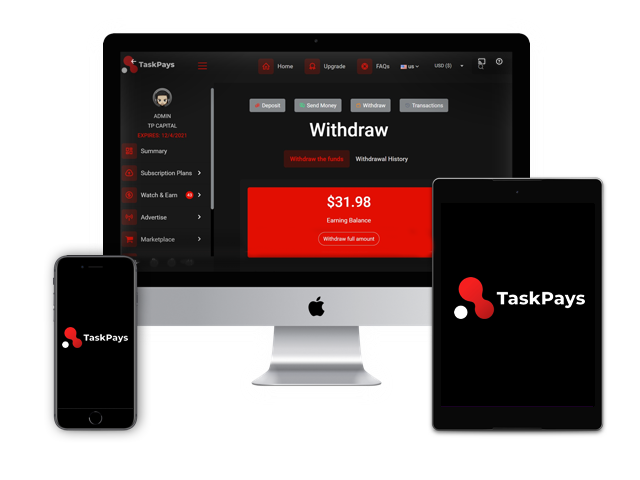 TaskPays
Home
Upgrade
FAQs
us
USD ($)
ADMIN
TP CAPITAL
EXPIRES: 12/4/2021
Summary
Subscription Plans
Watch & Earn
Advertise
Marketplace
Deposit
Send Money
Withdraw
Transactions
Withdraw
Withdraw the funds
Withdrawal History
$31.98
Earning Balance
Withdraw full amount
TaskPays
TaskPays